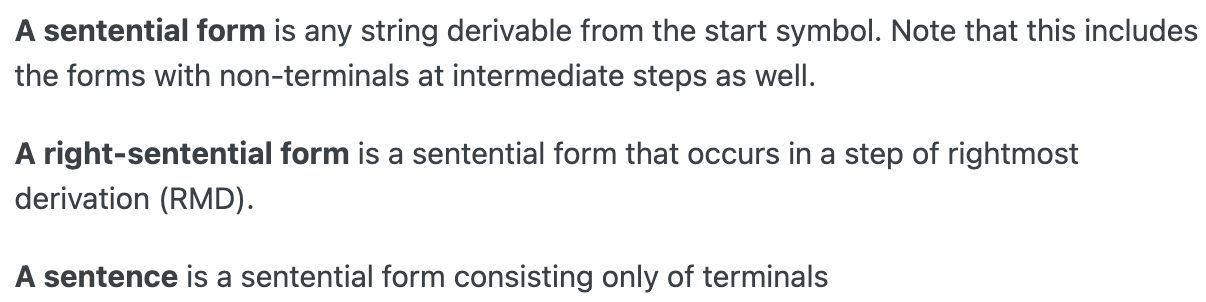 A sentential form is any string derivable from the start symbol. Note that this includes
the forms with non-terminals at intermediate steps as well.
A right-sentential form is a sentential form that occurs in a step of rightmost
derivation (RMD).
A sentence is a sentential form consisting only of terminals